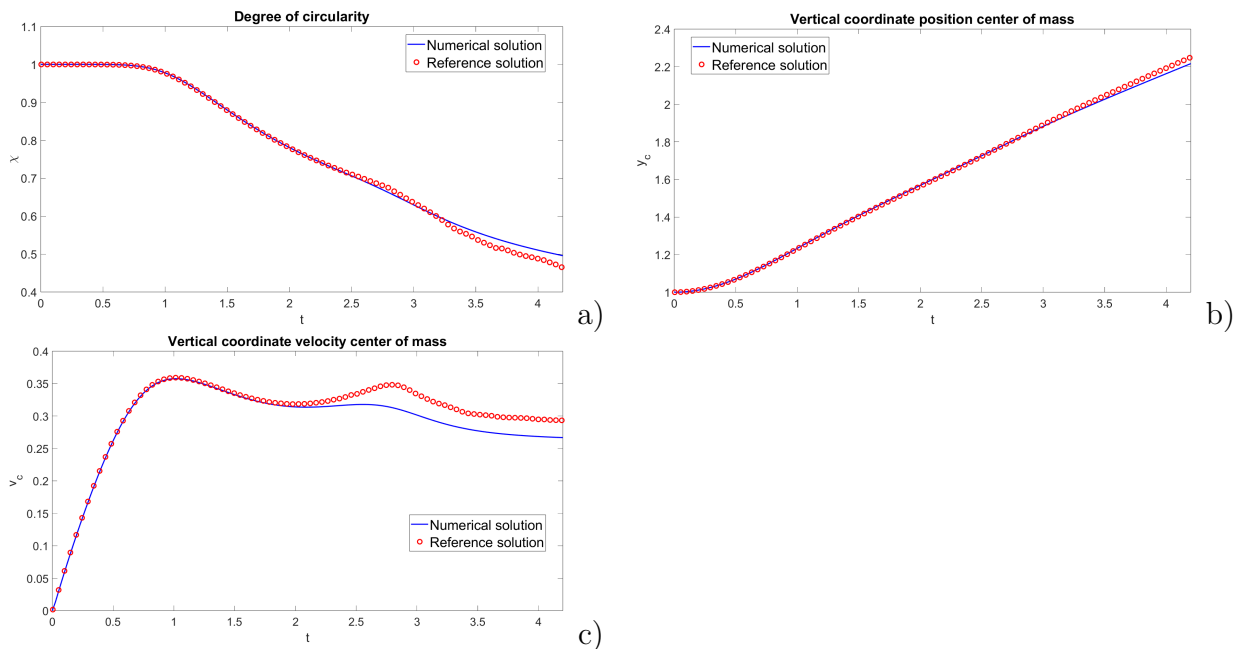 Degree of circularity
1.1
1
0.9
0.8
0.7
0.6
0.5
0.4
χ
0
0.5
1
1.5
2
2.5
3
3.5
4
t
Numerical solution
Reference solution
a)
Vertical coordinate position center of mass
2.4
2.2
2
1.8
1.6
1.4
1.2
1
y_c
0
0.5
1
1.5
2
2.5
3
3.5
4
t
Numerical solution
Reference solution
b)
Vertical coordinate velocity center of mass
0.4
0.35
0.3
0.25
0.2
0.15
0.1
0.05
0
v_c
0
0.5
1
1.5
2
2.5
3
3.5
4
t
Numerical solution
Reference solution
c)